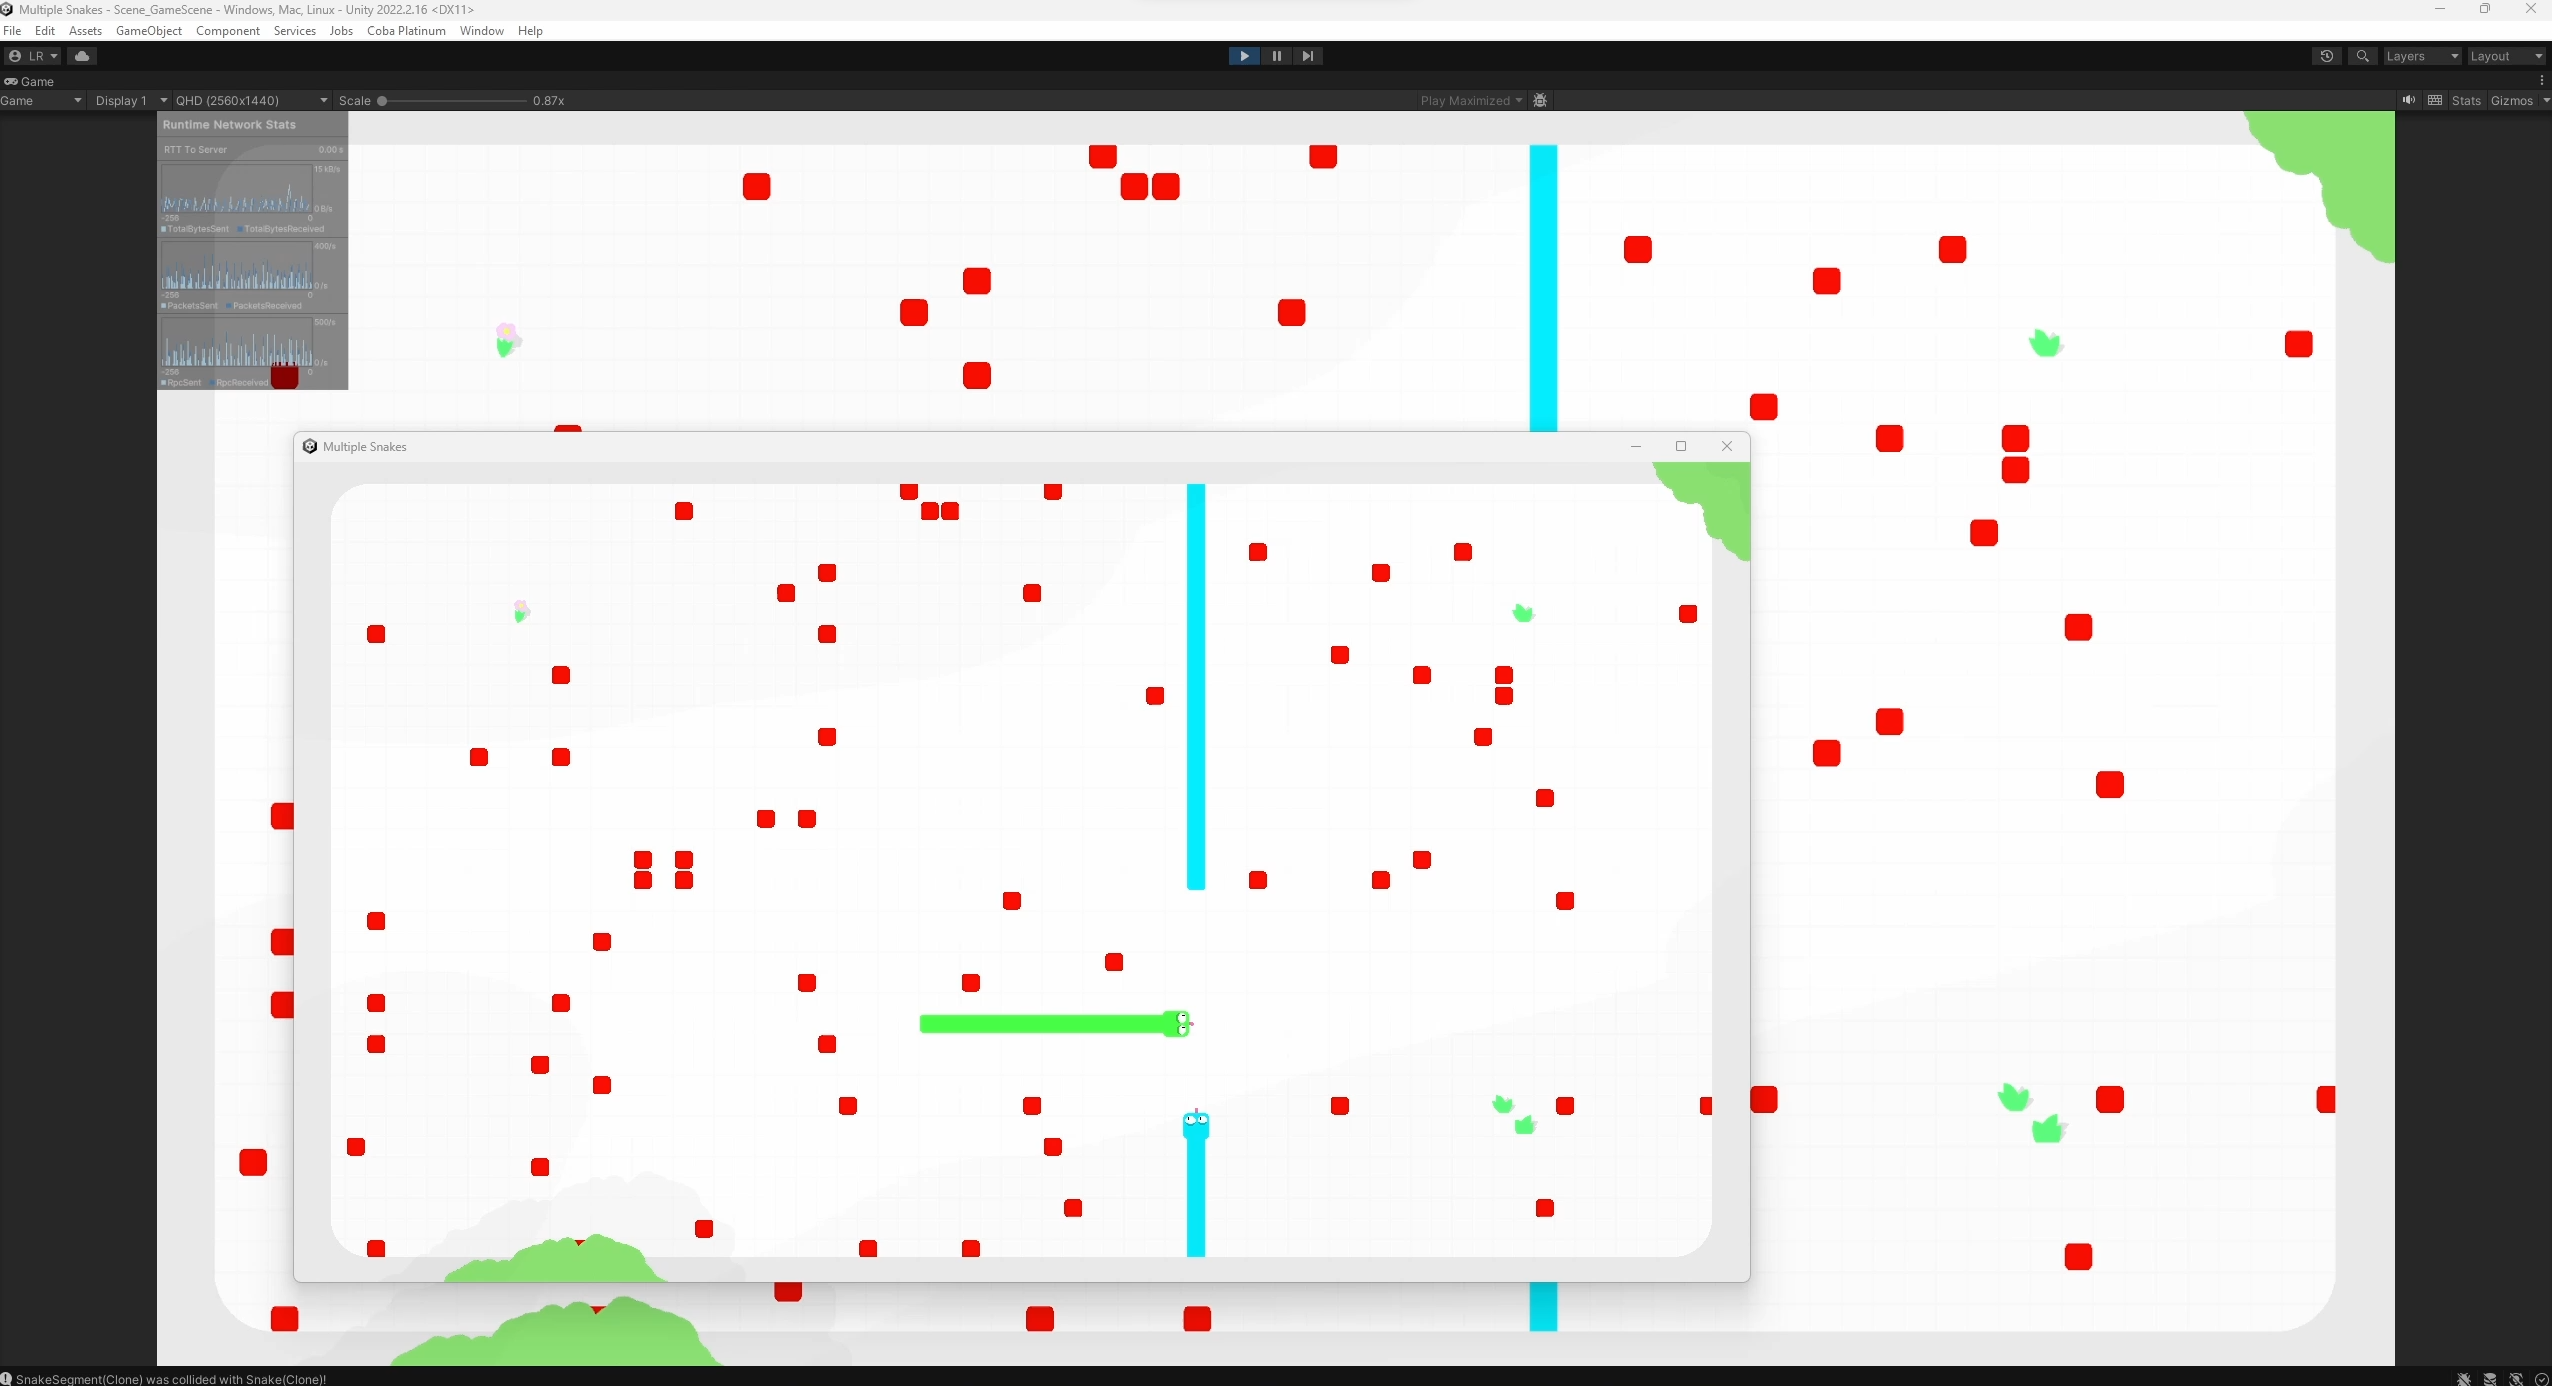 Multiple Snakes - Scene_GameScene - Windows, Mac, Linux - Unity 2022.2.16 <DX11>
File Edit Assets GameObject Component Services Jobs Coba Platinum Window Help
LR Layers Layout
Game
Game Display 1 QHD (2560x1440) Scale 0.87x Play Maximized Stats Gizmos
Runtime Network Stats
RTT To Server 0.00 s
15 kB/s
0 B/s
-256 0
TotalBytesSent TotalBytesReceived
400/s
0/s
-256 0
PacketsSent PacketsReceived
500/s
0/s
-256 0
RpcSent RpcReceived
Multiple Snakes
SnakeSegment(Clone) was collided with Snake(Clone)!